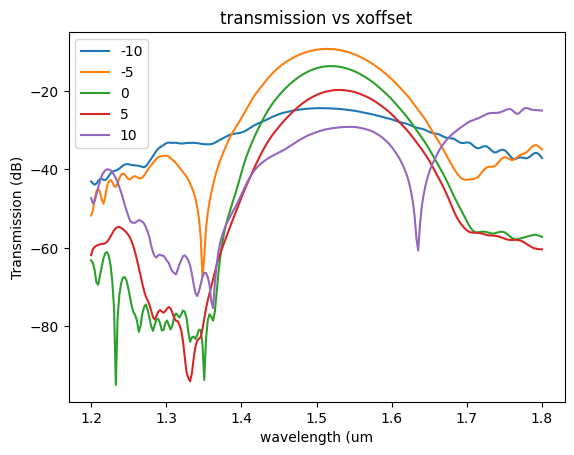 transmission vs xoffset
-10
-5
0
5
10
Transmission (dB)
−20
−40
−60
−80
1.2 1.3 1.4 1.5 1.6 1.7 1.8
wavelength (um